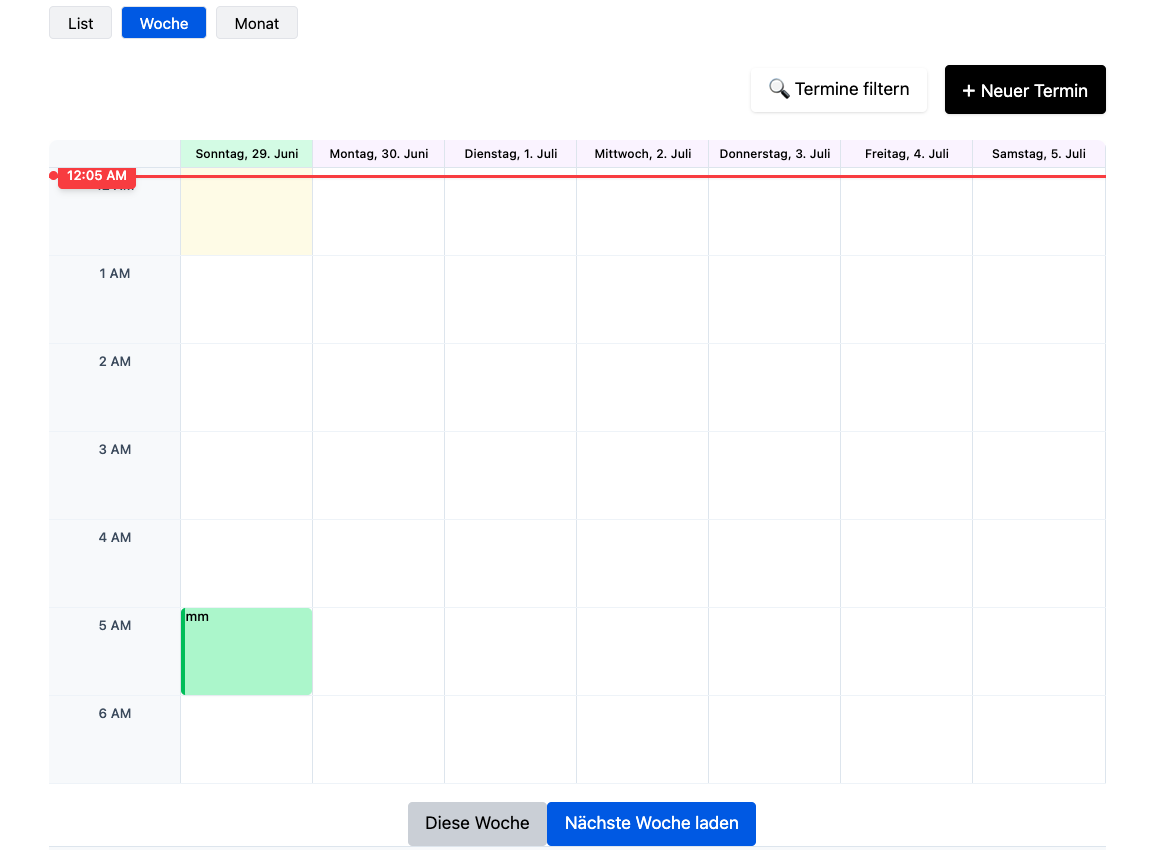 List Woche Monat
🔍 Termine filtern + Neuer Termin
Sonntag, 29. Juni Montag, 30. Juni Dienstag, 1. Juli Mittwoch, 2. Juli Donnerstag, 3. Juli Freitag, 4. Juli Samstag, 5. Juli
12:05 AM
1 AM
2 AM
3 AM
4 AM
mm
5 AM
6 AM
Diese Woche Nächste Woche laden